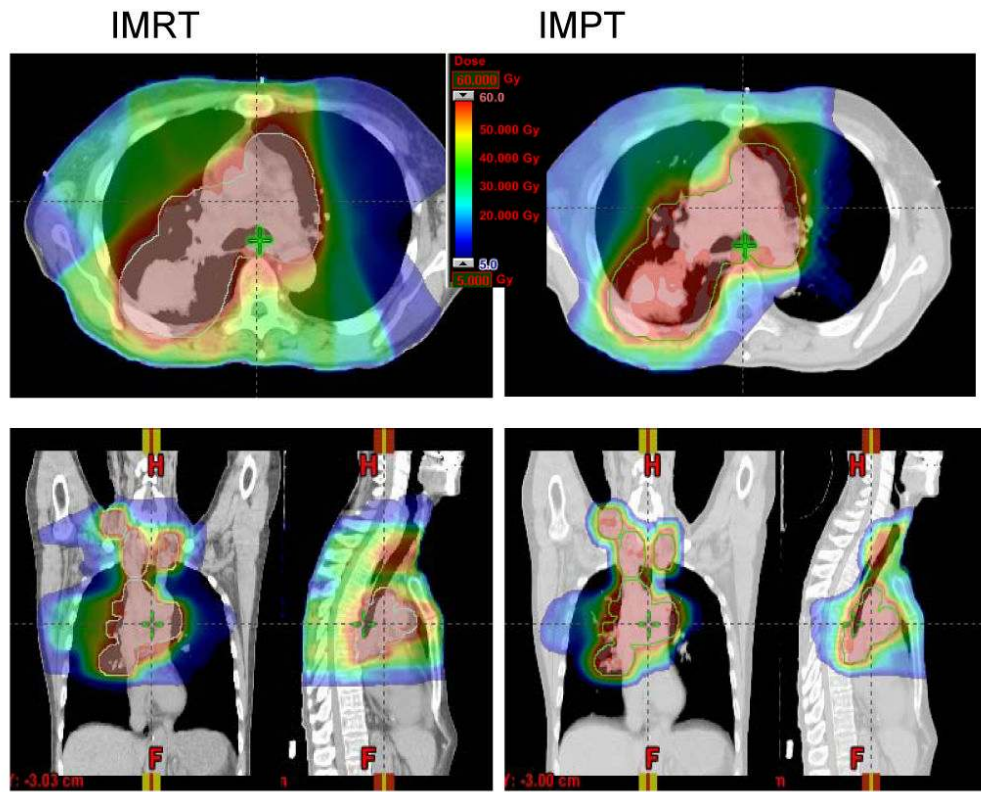 IMRT
IMPT
Dose
60.000 Gy
60.0
50.000 Gy
40.000 Gy
30.000 Gy
20.000 Gy
5.0
5.000 Gy
H
H
H
H
F
F
F
F
Y: -3.03 cm
Y: -3.00 cm